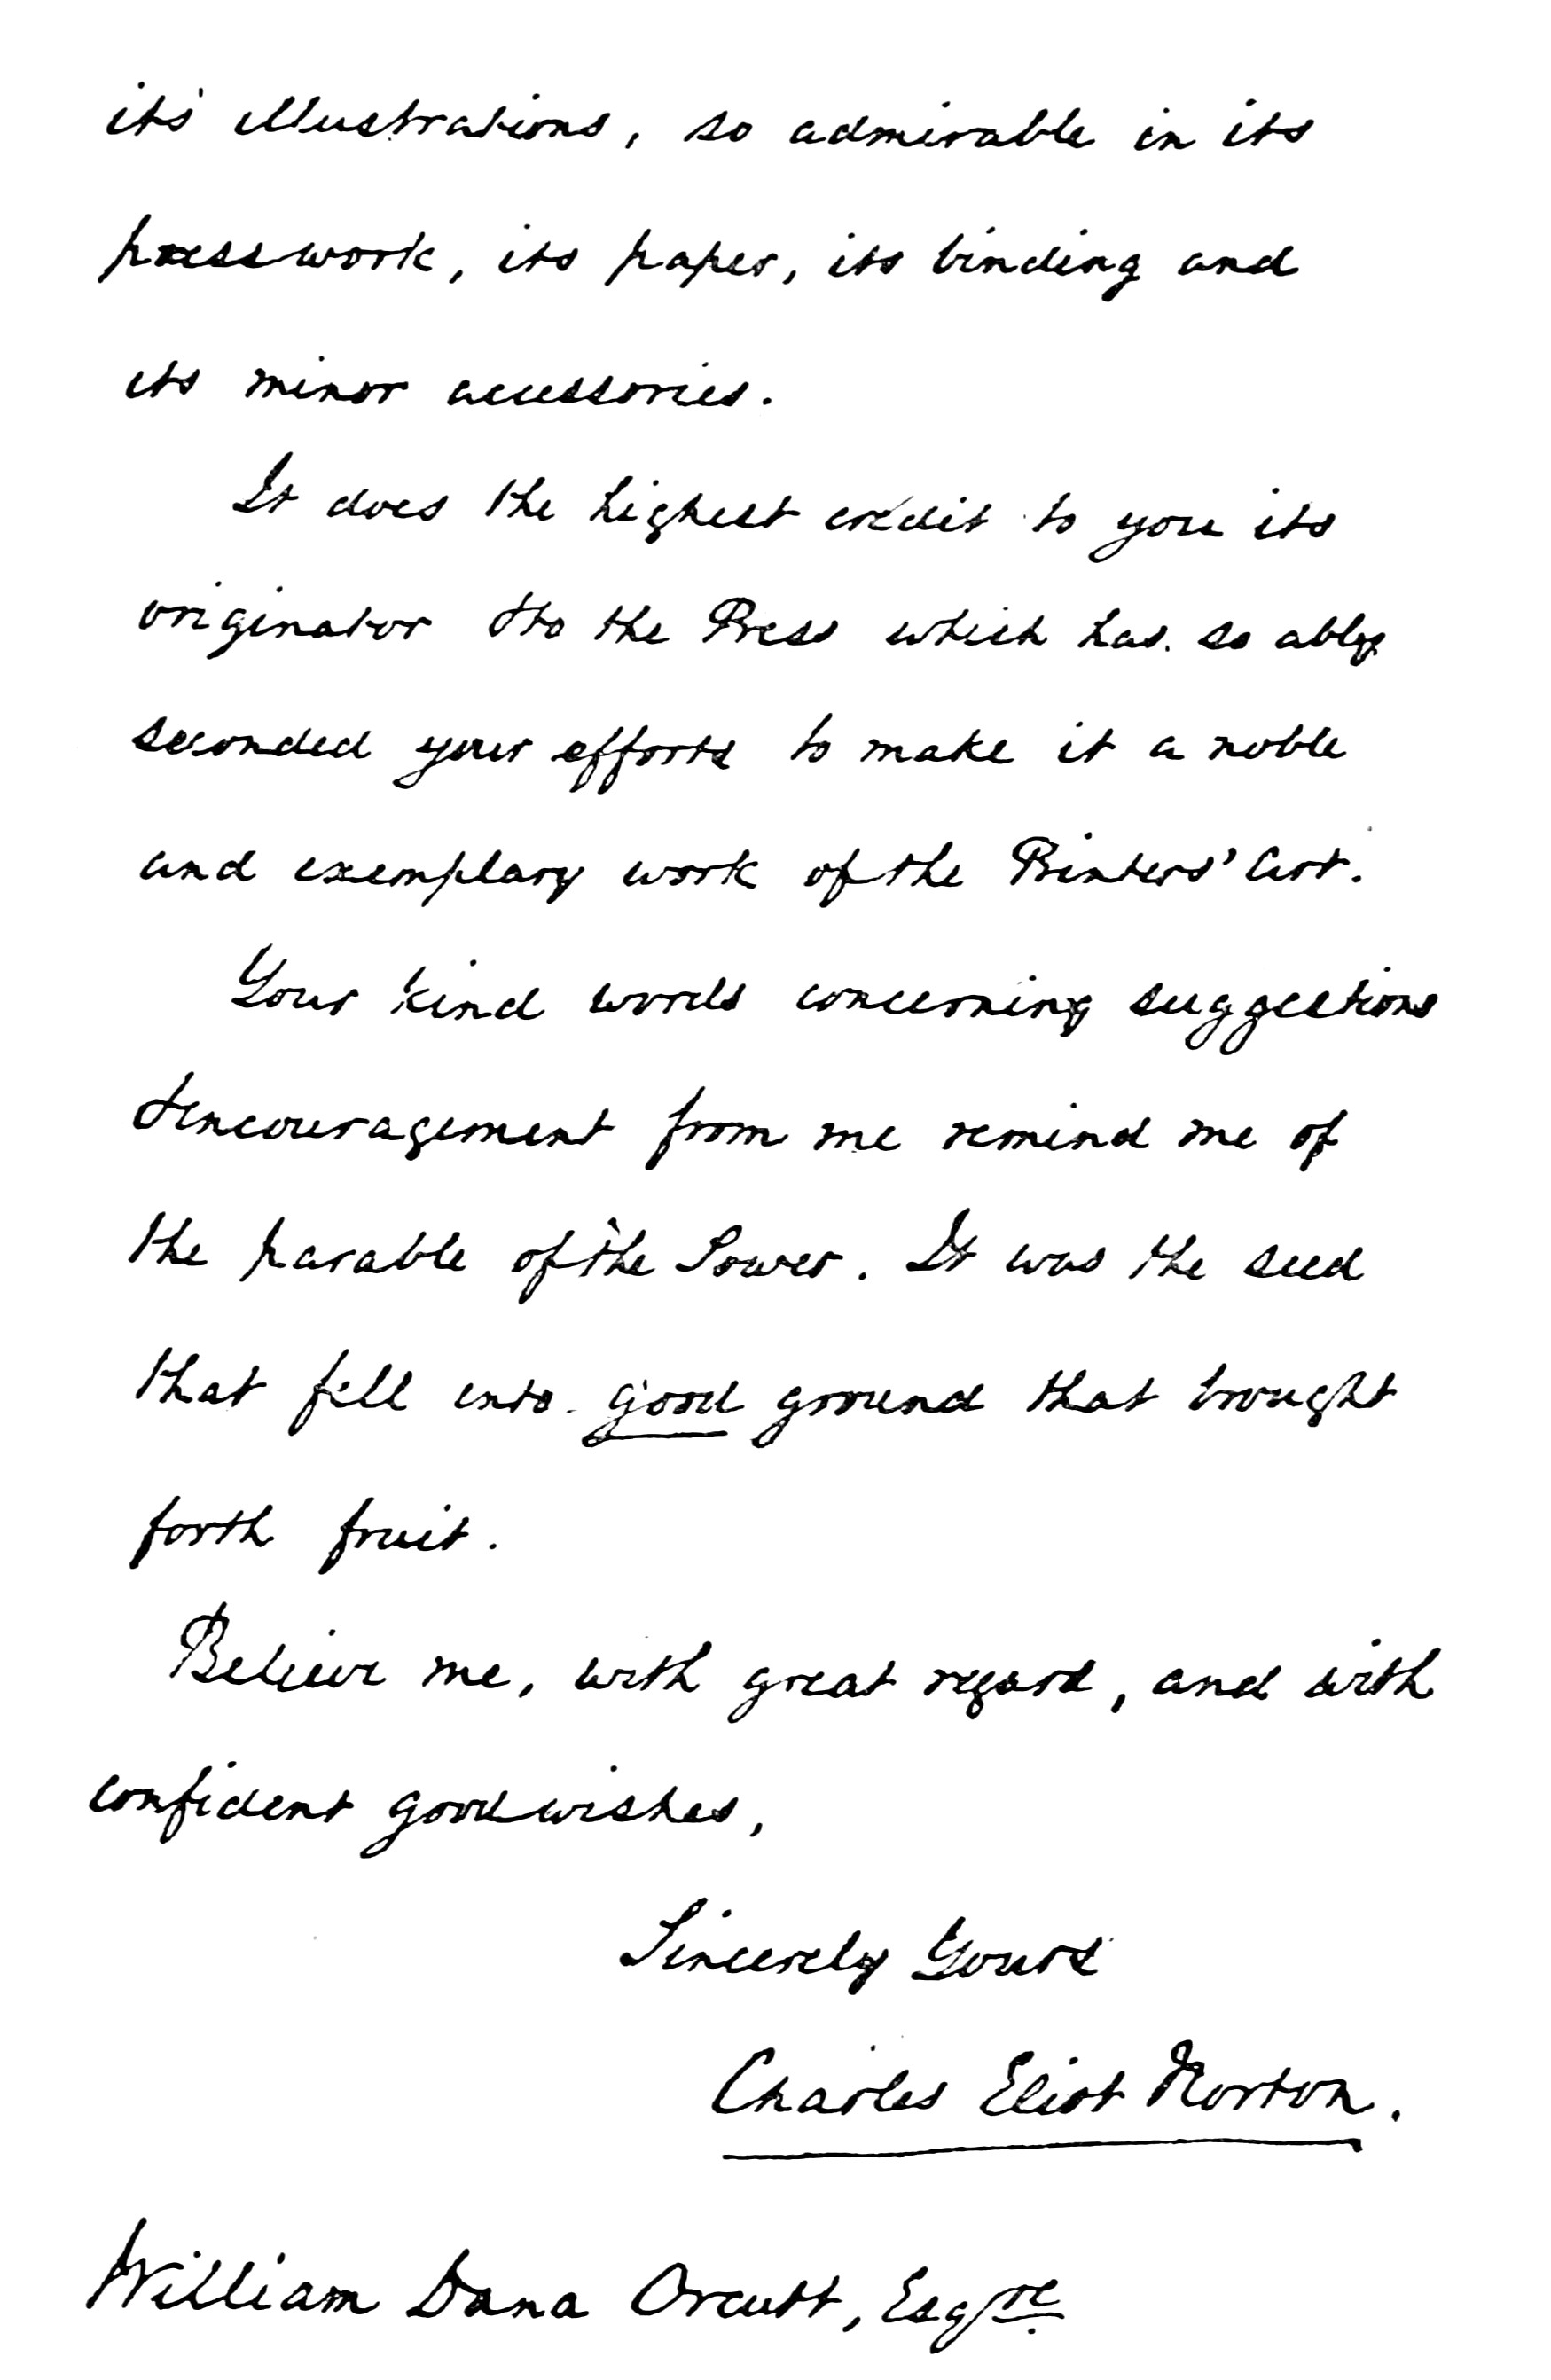 its illustrations, so admirable in its
presswork, its paper, its binding and
its minor accessories.
It does the highest credit to you its
originator & to the Press which has so ably
seconded your efforts to make it a noble
and exemplary work of the Printers' Art.
Your kind words concerning suggestions
& encouragement from me remind me of
the parable of the Sower. It was the seed
that fell into good ground that brought
forth fruit.
Believe me, with great regard, and with
confident good wishes,
Sincerely Yours
Charles Eliot Norton.
William Dana Orcutt, Esqre.